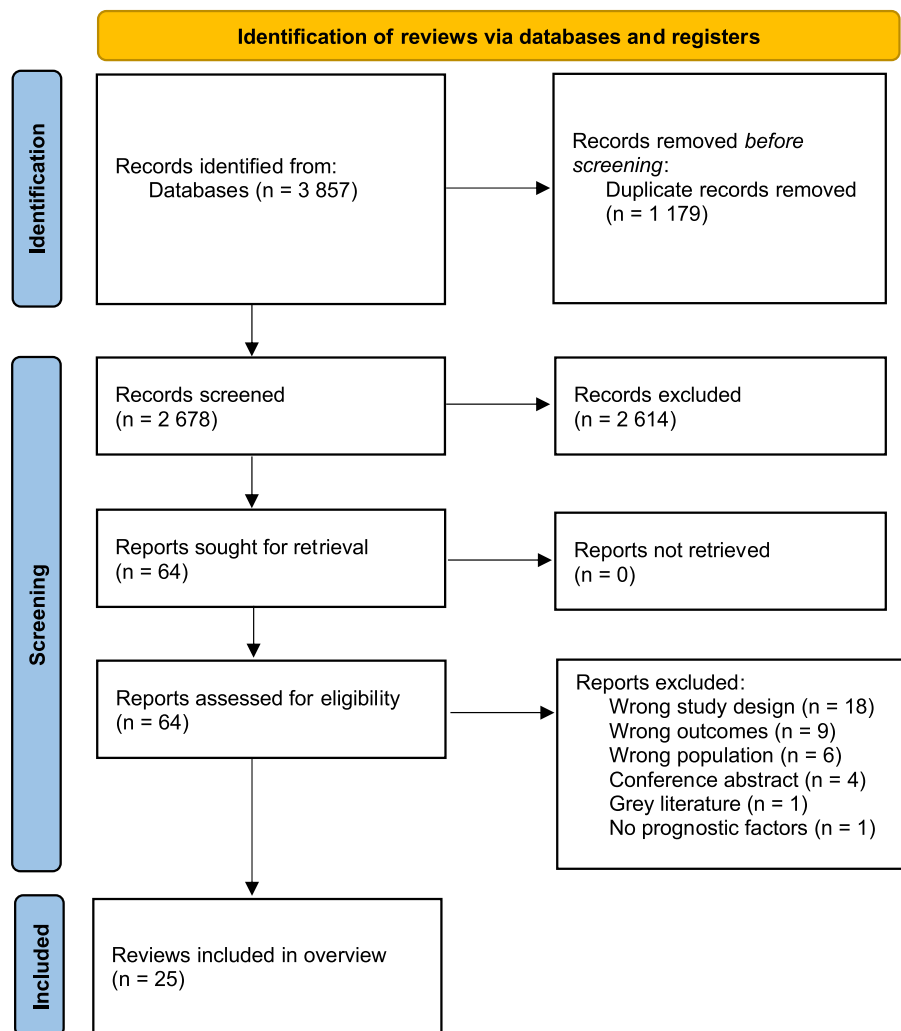 Identification of reviews via databases and registers
Identification
Records identified from:
Databases (n = 3 857)
Records removed before
screening:
Duplicate records removed
(n = 1 179)
Screening
Records screened
(n = 2 678)
Records excluded
(n = 2 614)
Reports sought for retrieval
(n = 64)
Reports not retrieved
(n = 0)
Reports assessed for eligibility
(n = 64)
Reports excluded:
Wrong study design (n = 18)
Wrong outcomes (n = 9)
Wrong population (n = 6)
Conference abstract (n = 4)
Grey literature (n = 1)
No prognostic factors (n = 1)
Included
Reviews included in overview
(n = 25)